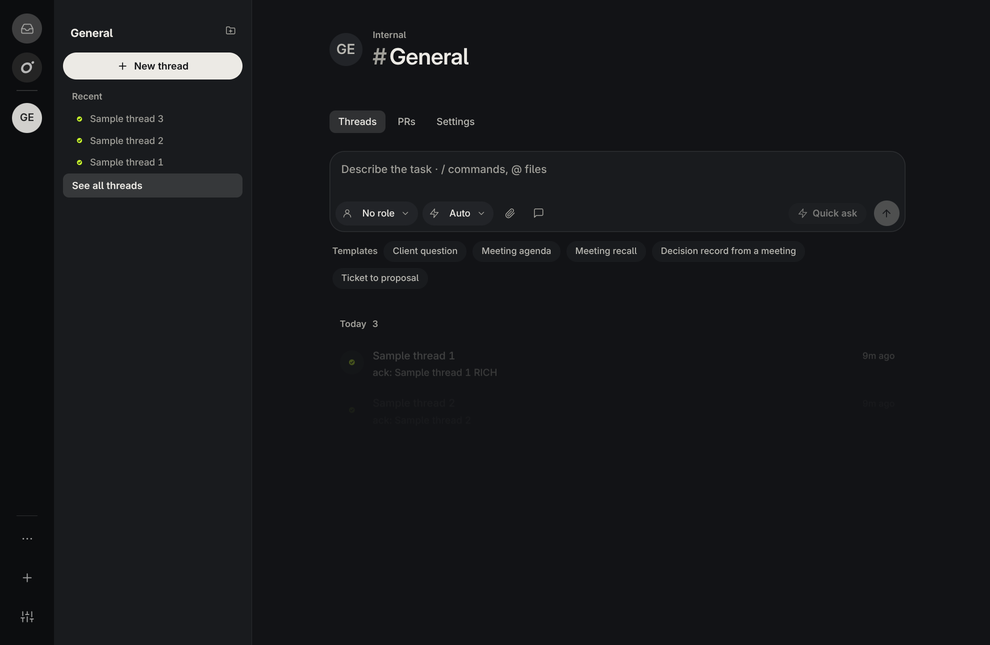 General
New thread
Recent
GE
Sample thread 3
Sample thread 2
Sample thread 1
See all threads
GE
Internal
#General
Threads PRs Settings
Describe the task · / commands, @ files
No role Auto Quick ask
Templates Client question Meeting agenda Meeting recall Decision record from a meeting
Ticket to proposal
Today 3
Sample thread 1 9m ago
ack: Sample thread 1 RICH
Sample thread